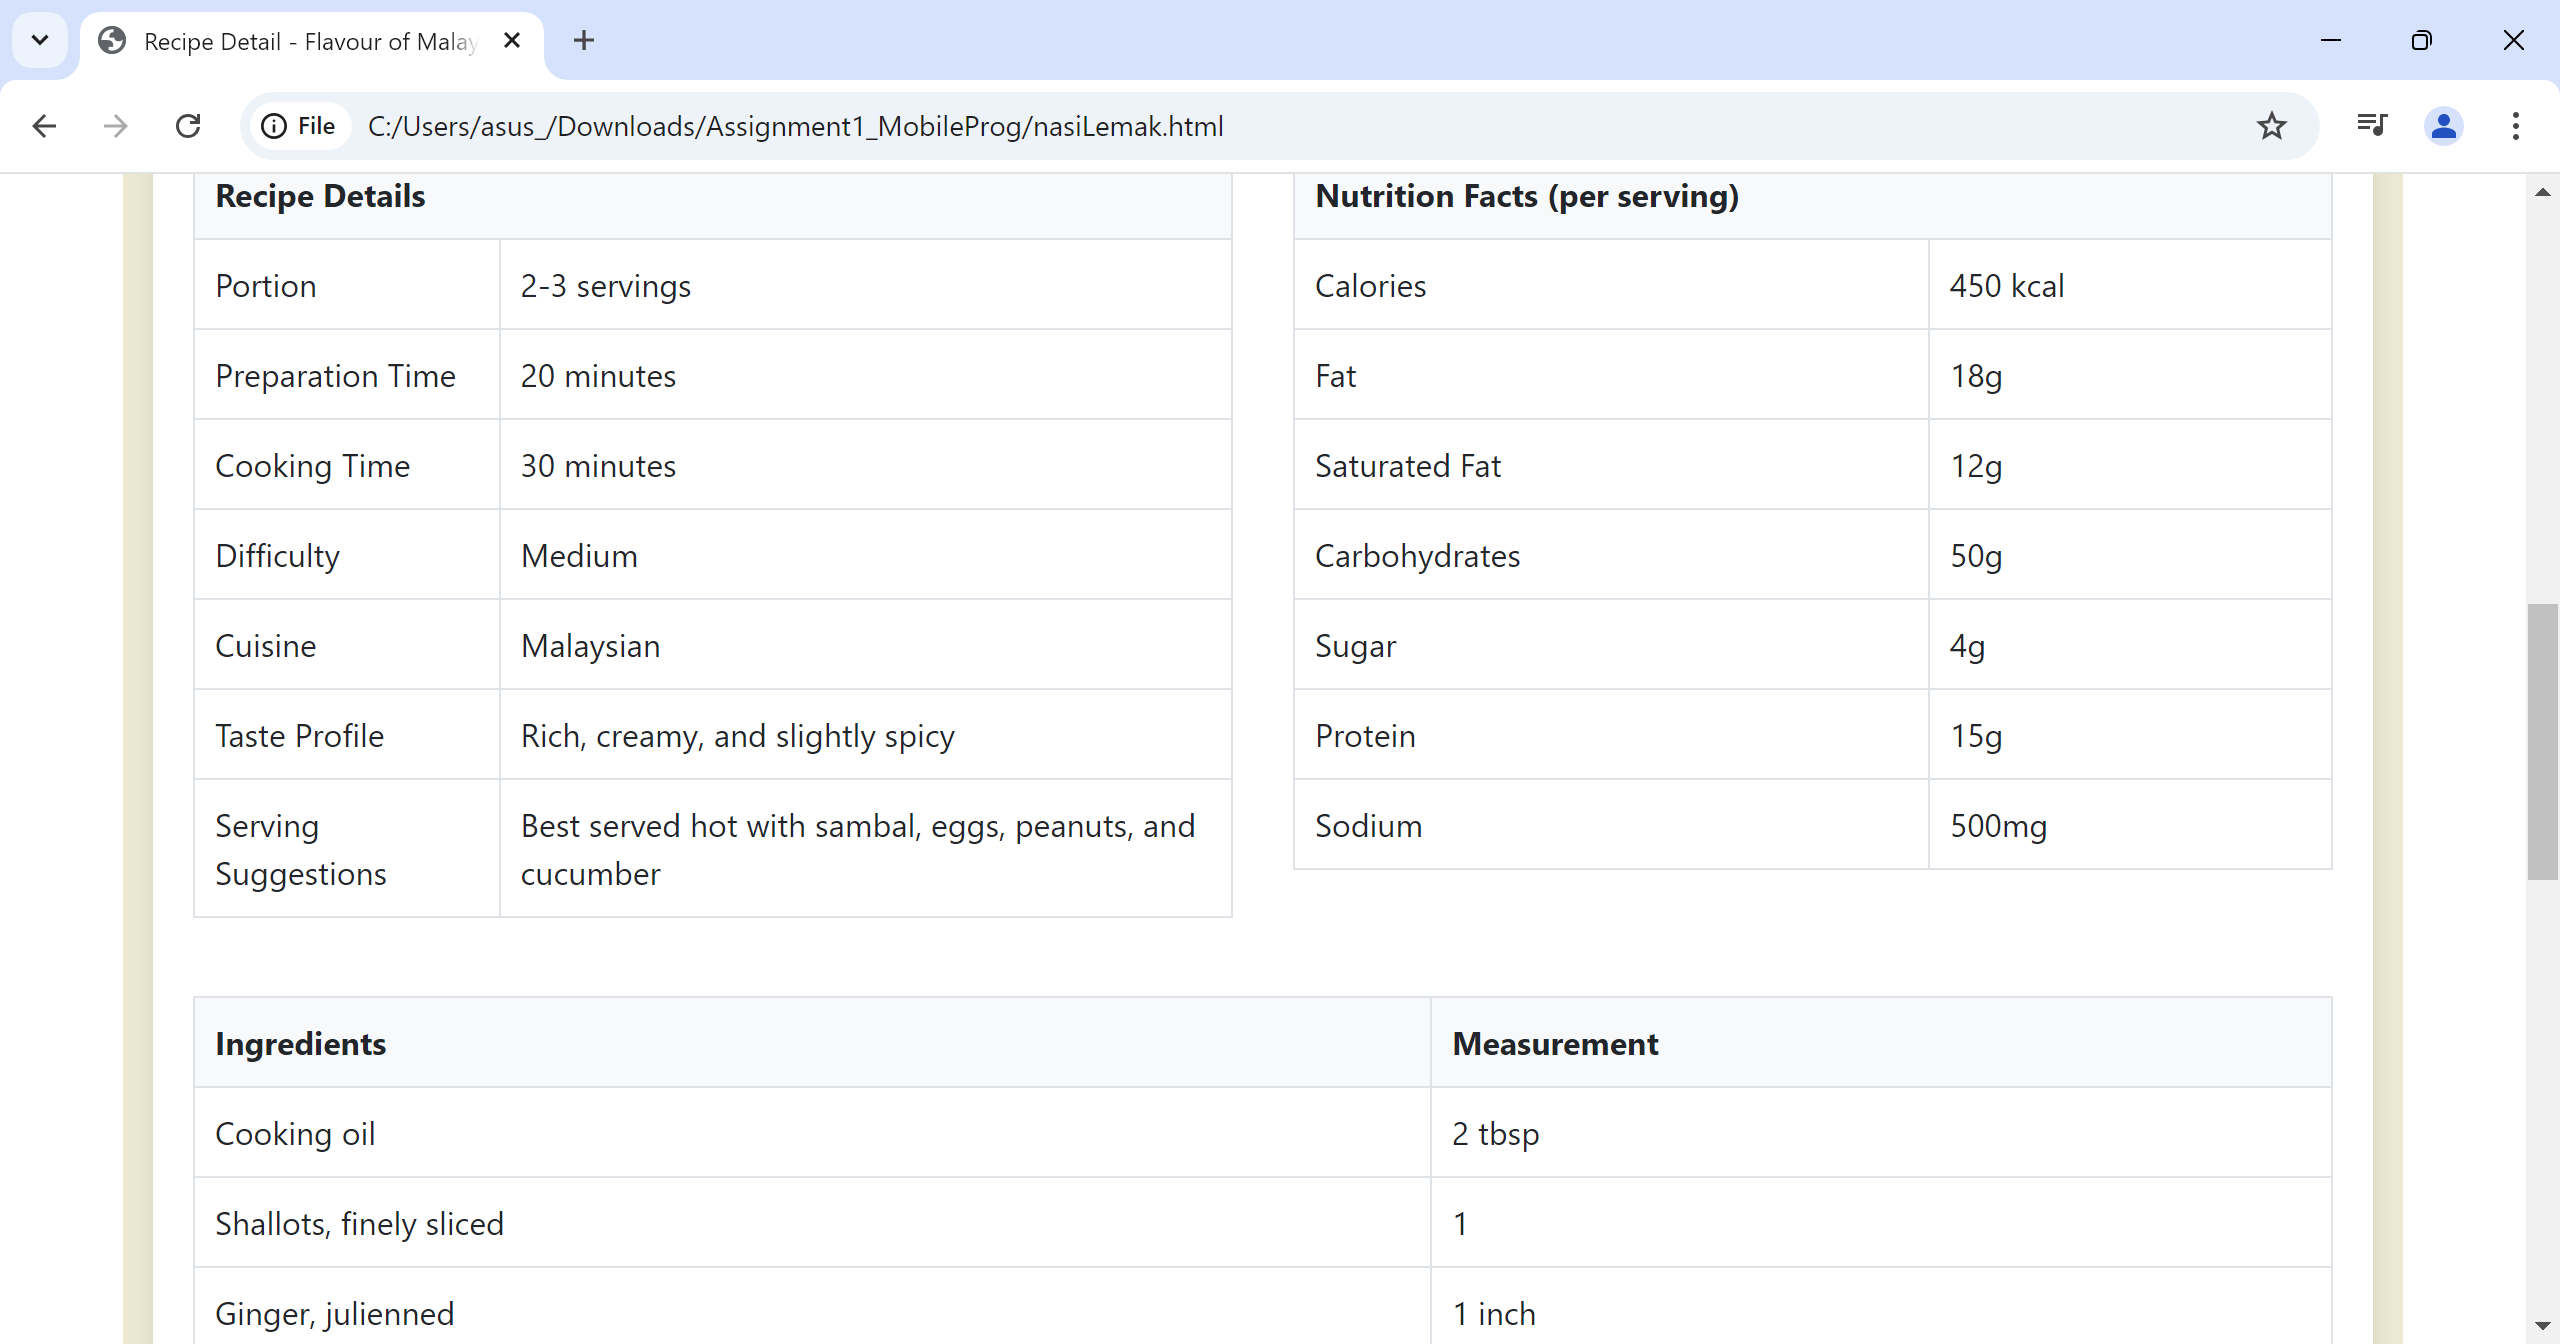 Recipe Detail - Flavour of Malay
File C:/Users/asus_/Downloads/Assignment1_MobileProg/nasiLemak.html
Recipe Details
Portion 2-3 servings
Preparation Time 20 minutes
Cooking Time 30 minutes
Difficulty Medium
Cuisine Malaysian
Taste Profile Rich, creamy, and slightly spicy
Serving Suggestions Best served hot with sambal, eggs, peanuts, and cucumber
Nutrition Facts (per serving)
Calories 450 kcal
Fat 18g
Saturated Fat 12g
Carbohydrates 50g
Sugar 4g
Protein 15g
Sodium 500mg
Ingredients Measurement
Cooking oil 2 tbsp
Shallots, finely sliced 1
Ginger, julienned 1 inch